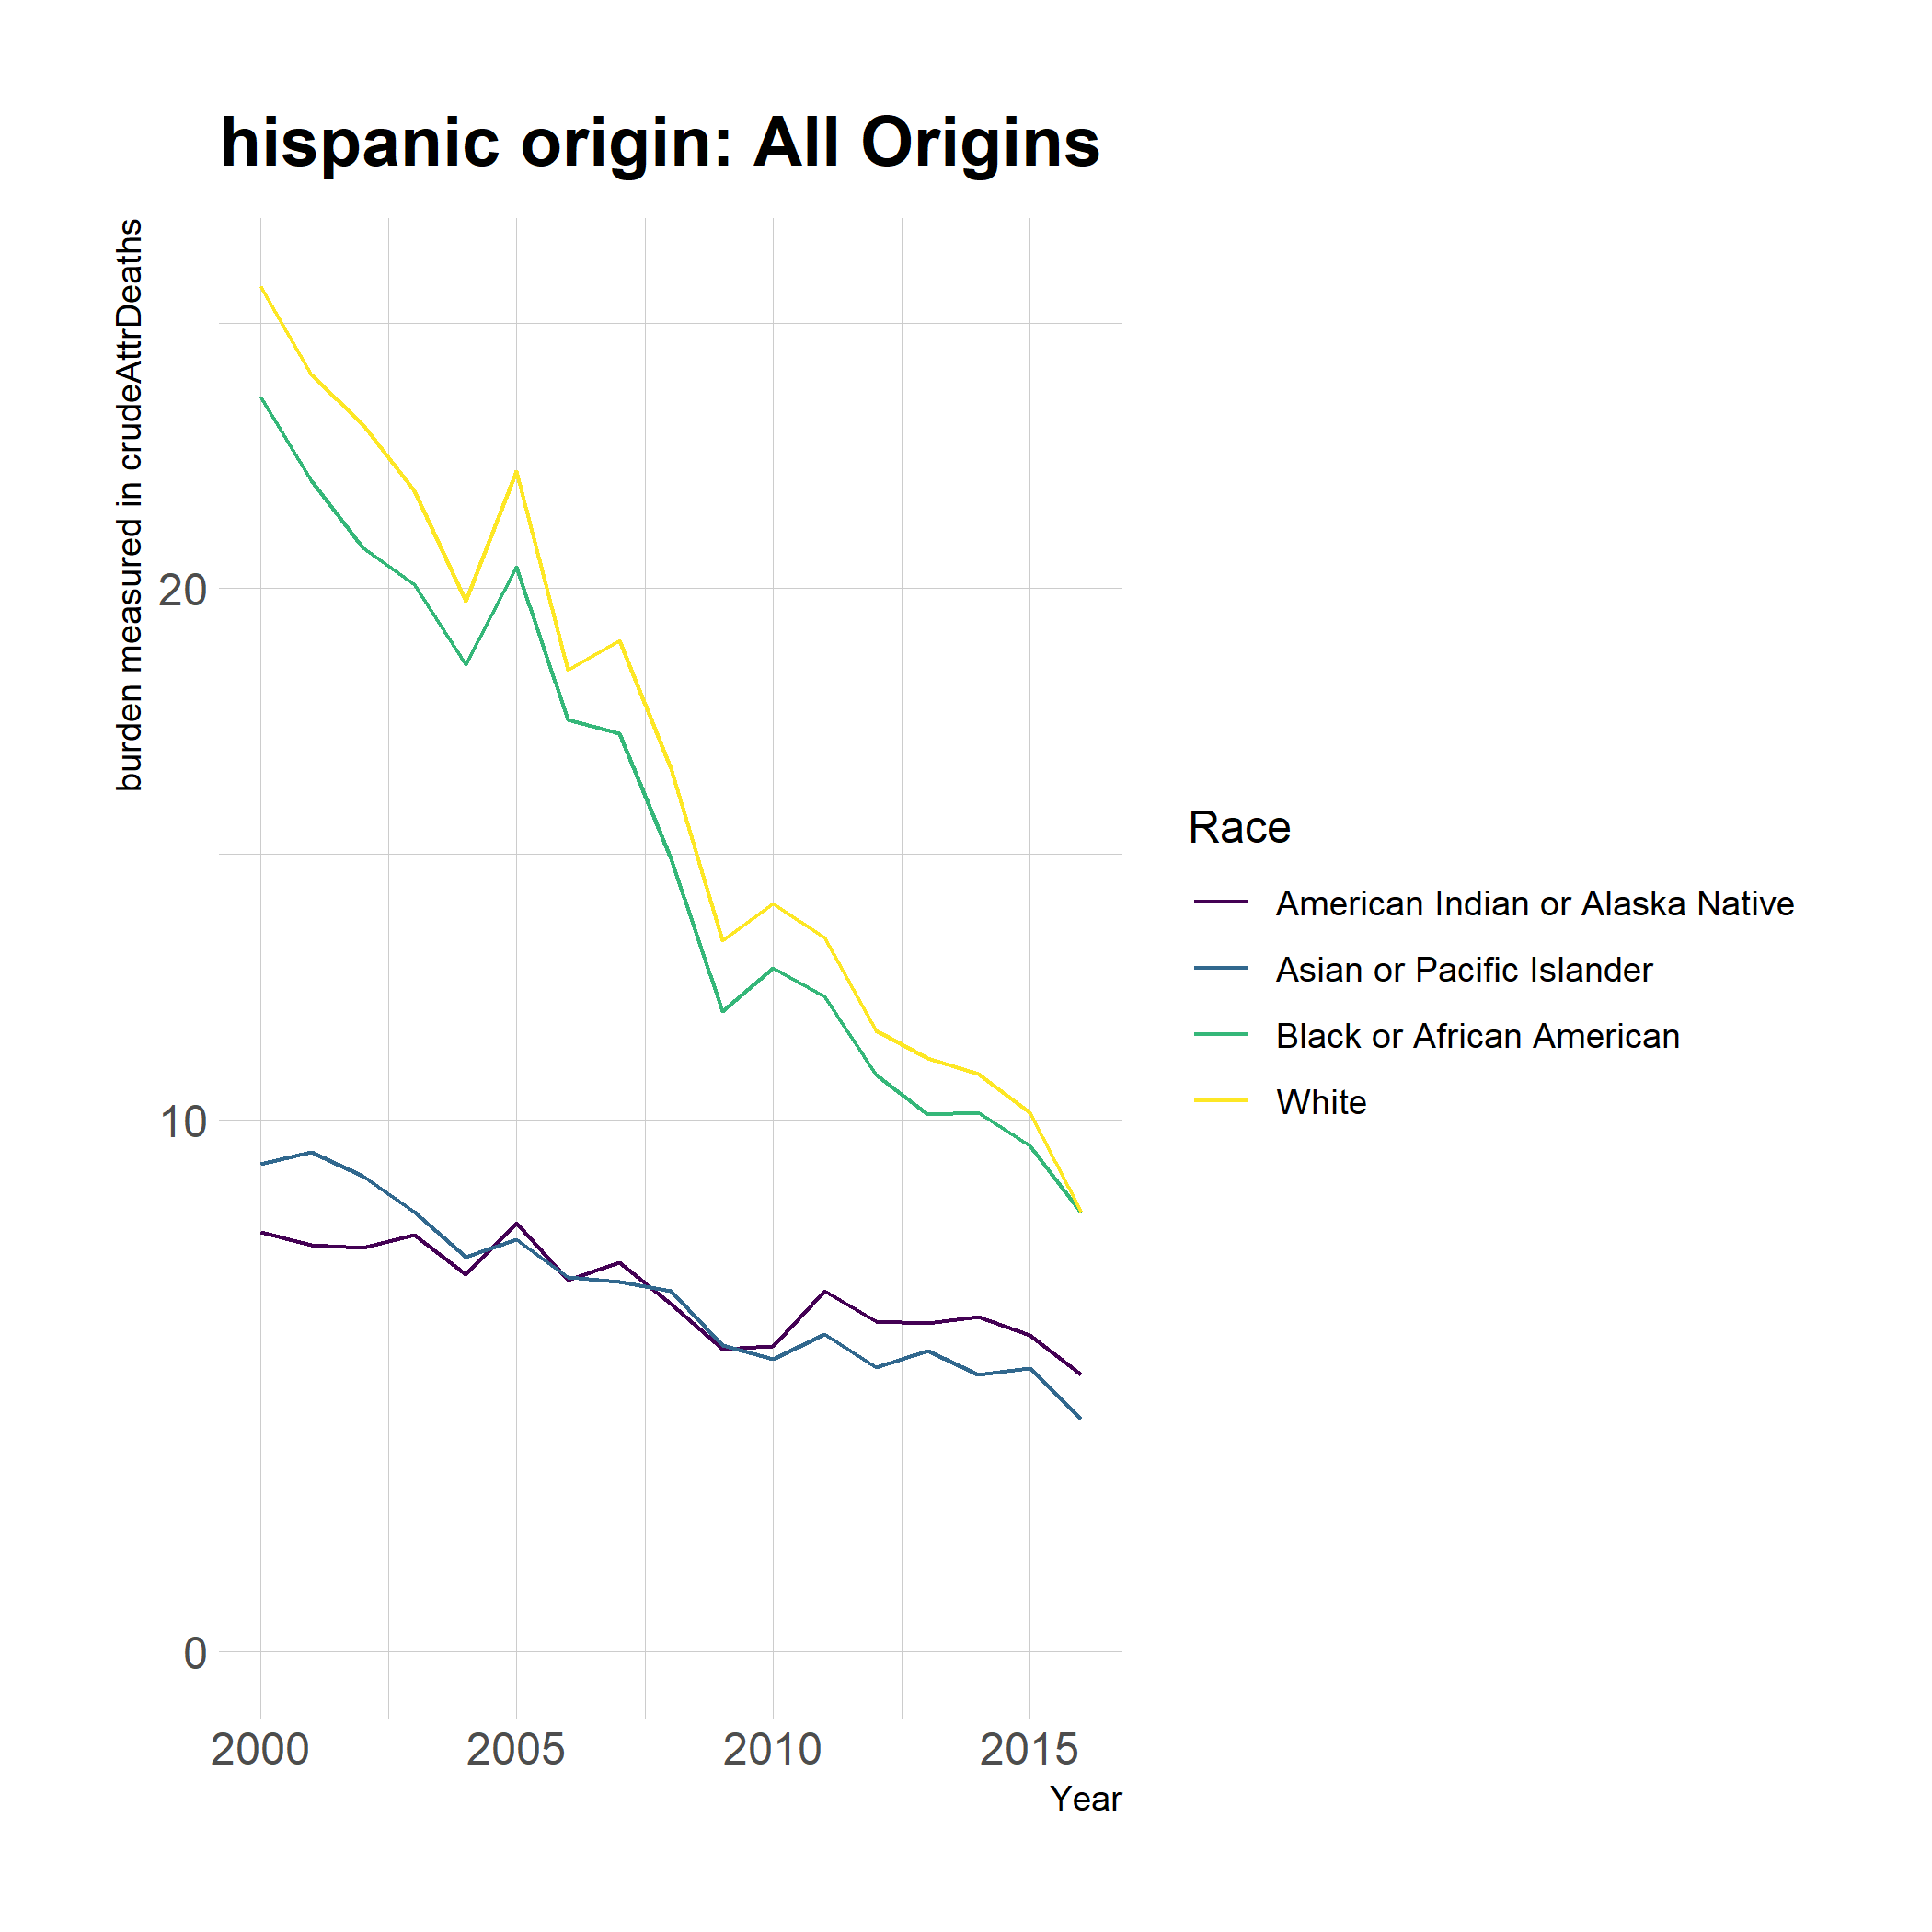 hispanic origin: All Origins
burden measured in crudeAttrDeaths
20
10
0
2000 2005 2010 2015
Year
Race
American Indian or Alaska Native
Asian or Pacific Islander
Black or African American
White